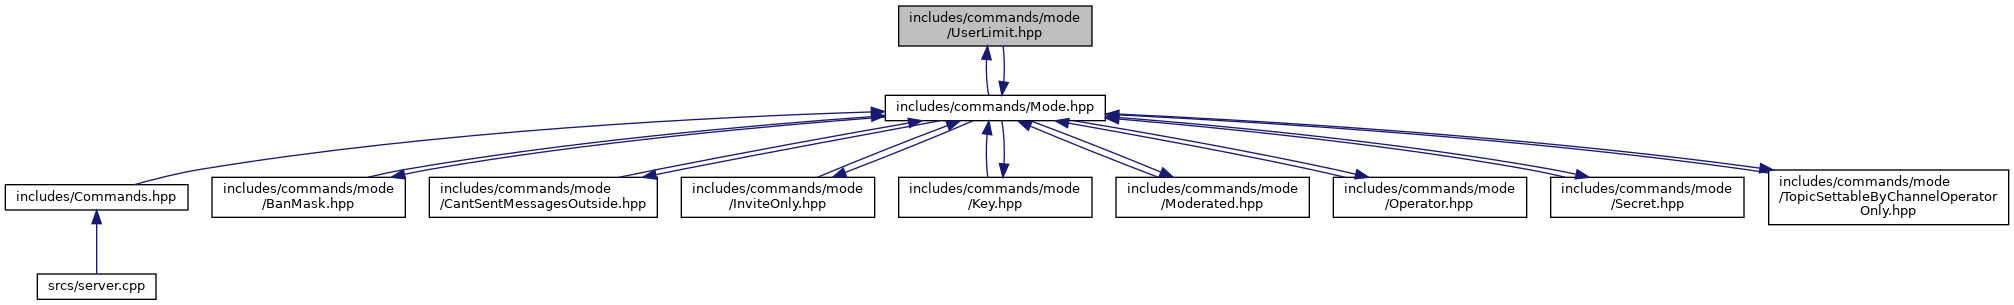 includes/commands/mode
/UserLimit.hpp
includes/commands/Mode.hpp
includes/Commands.hpp
includes/commands/mode
/BanMask.hpp
includes/commands/mode
/CantSentMessagesOutside.hpp
includes/commands/mode
/InviteOnly.hpp
includes/commands/mode
/Key.hpp
includes/commands/mode
/Moderated.hpp
includes/commands/mode
/Operator.hpp
includes/commands/mode
/Secret.hpp
includes/commands/mode
/TopicSettableByChannelOperator
Only.hpp
srcs/server.cpp